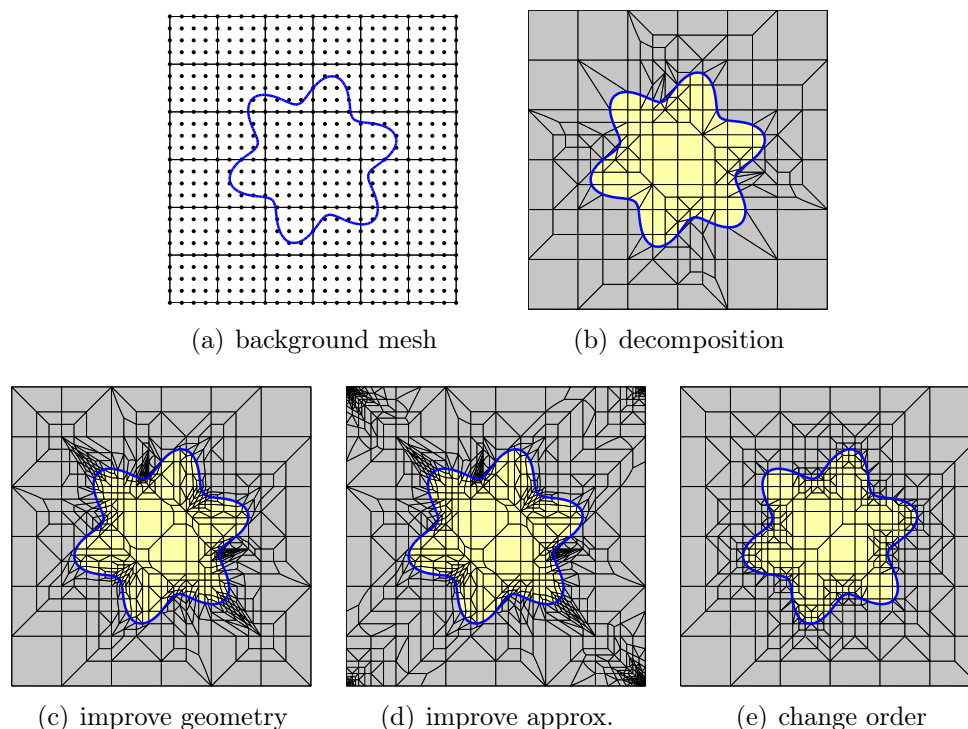 (a) background mesh
(b) decomposition
(c) improve geometry
(d) improve approx.
(e) change order